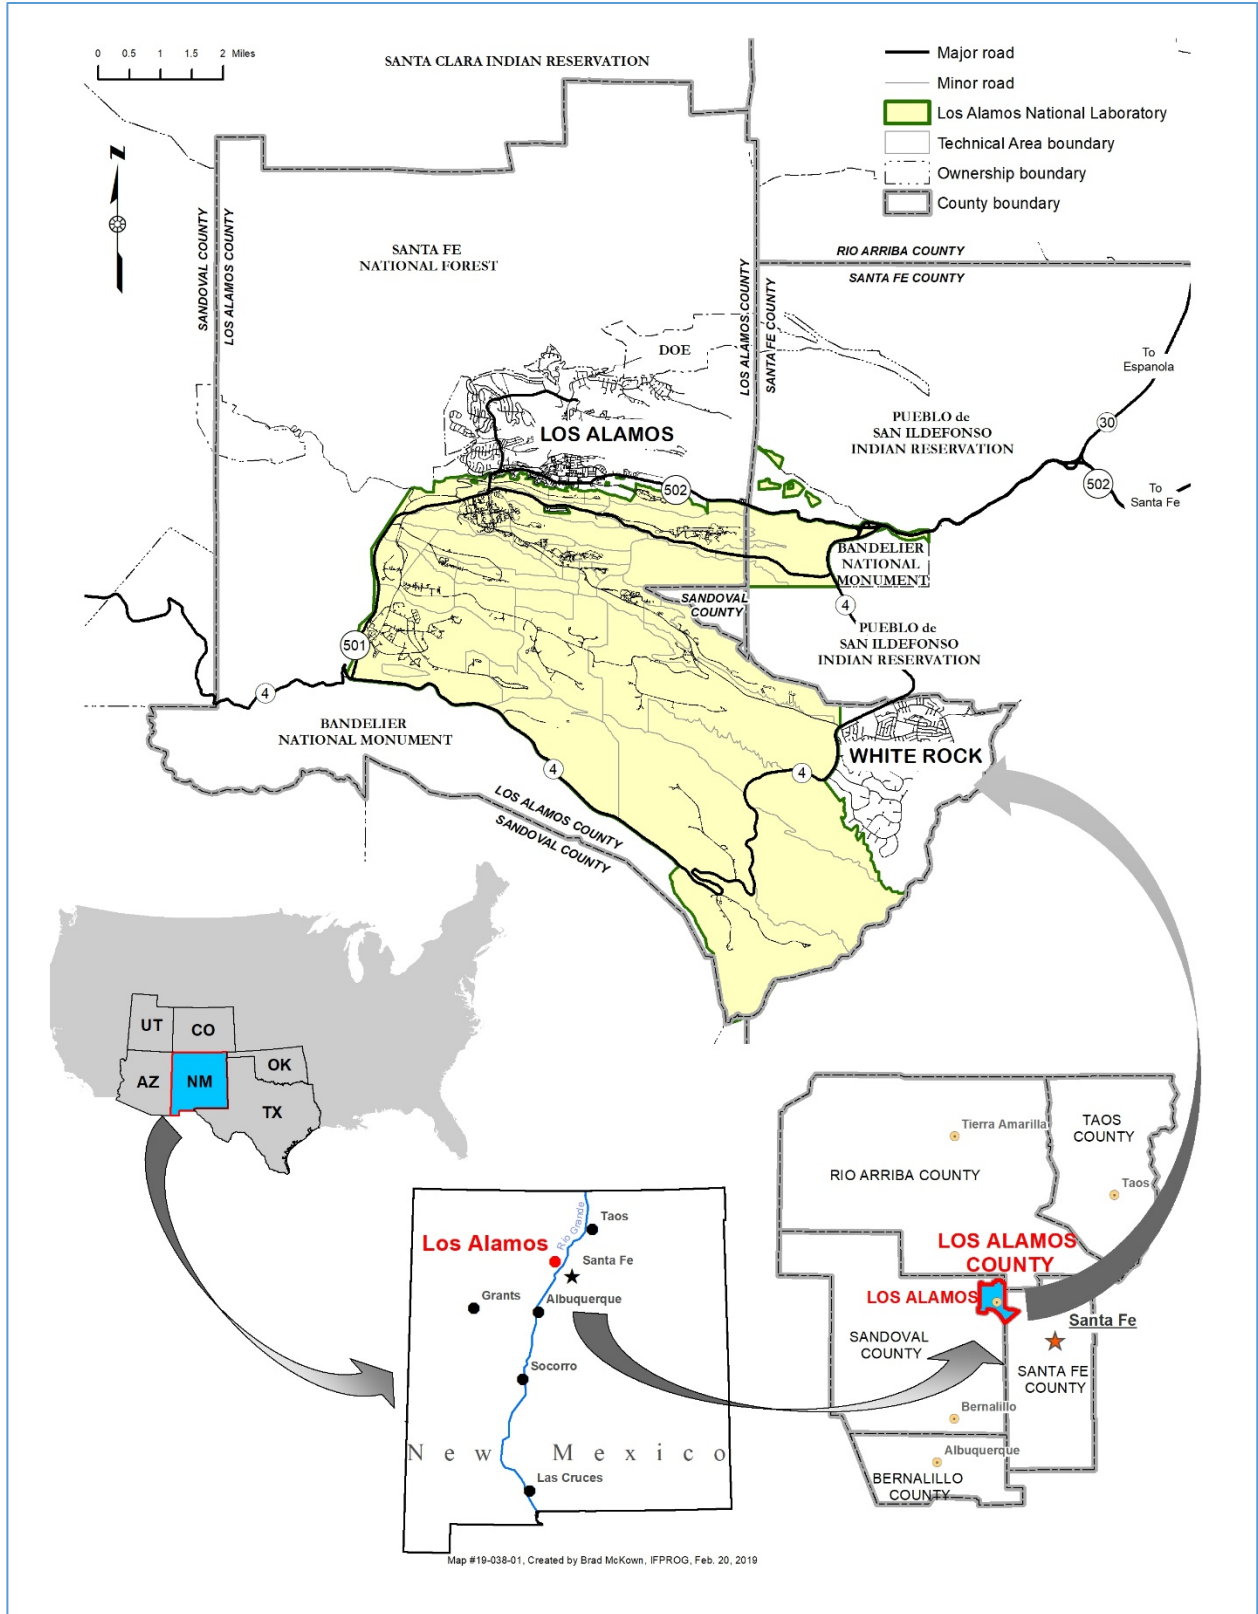 0 0.5 1 1.5 2 Miles
SANTA CLARA INDIAN RESERVATION
Major road
Minor road
Los Alamos National Laboratory
Technical Area boundary
Ownership boundary
County boundary
N
SANDOVAL COUNTY
LOS ALAMOS COUNTY
SANTA FE
NATIONAL FOREST
RIO ARRIBA COUNTY
SANTA FE COUNTY
LOS ALAMOS COUNTY
SANTA FE COUNTY
DOE
To
Espanola
LOS ALAMOS
PUEBLO de
SAN ILDEFONSO
INDIAN RESERVATION
30
502
502
To
Santa Fe
BANDELIER
NATIONAL
MONUMENT
SANDOVAL
COUNTY
4
PUEBLO de
SAN ILDEFONSO
INDIAN RESERVATION
501
4
BANDELIER
NATIONAL MONUMENT
WHITE ROCK
4
4
LOS ALAMOS COUNTY
SANDOVAL COUNTY
UT
CO
AZ
NM
OK
TX
Tierra Amarilla
TAOS
COUNTY
RIO ARRIBA COUNTY
Taos
LOS ALAMOS
COUNTY
LOS ALAMOS
Santa Fe
SANDOVAL
COUNTY
SANTA FE
COUNTY
Bernalillo
Albuquerque
BERNALILLO
COUNTY
Rio Grande
Taos
Los Alamos
Santa Fe
Grants
Albuquerque
Socorro
New Mexico
Las Cruces
Map #19-038-01, Created by Brad McKown, IFPROG, Feb. 20, 2019